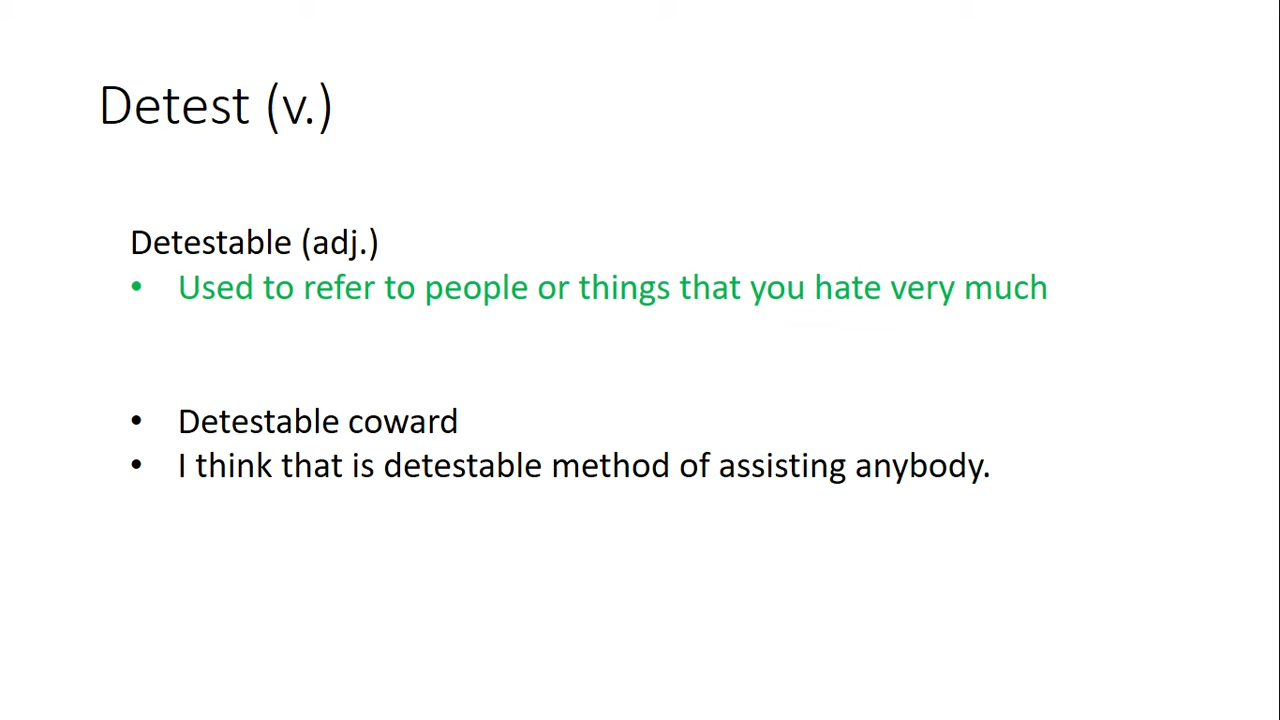 Detest (v.)
Detestable (adj.)
• Used to refer to people or things that you hate very much
• Detestable coward
• I think that is detestable method of assisting anybody.